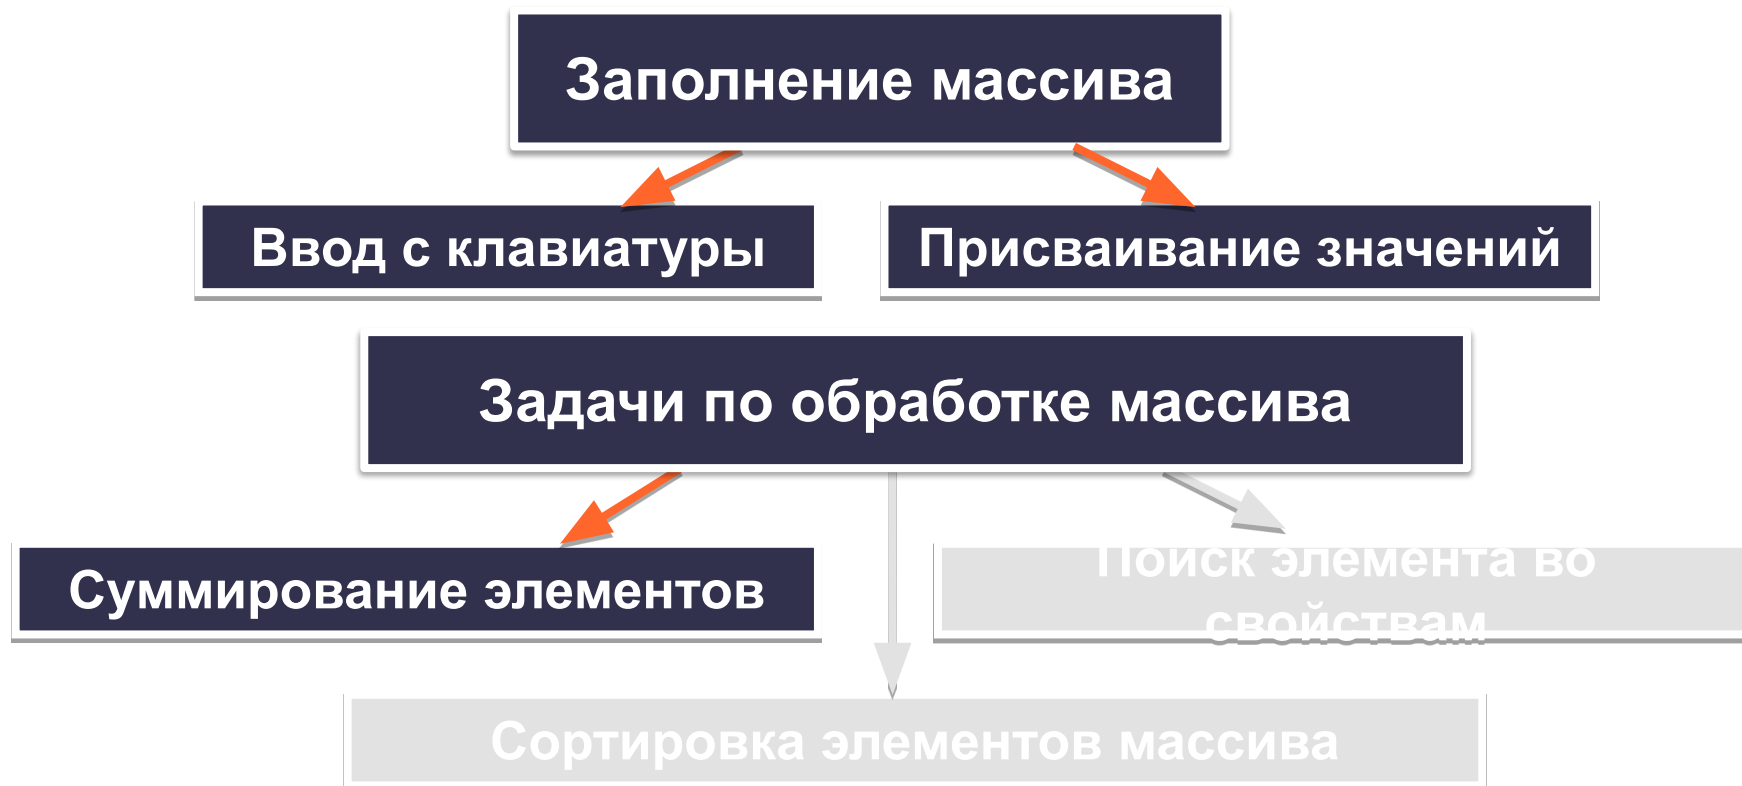 Заполнение массива
Ввод с клавиатуры
Присваивание значений
Задачи по обработке массива
Суммирование элементов
Поиск элемента во
свойствам
Сортировка элементов массива